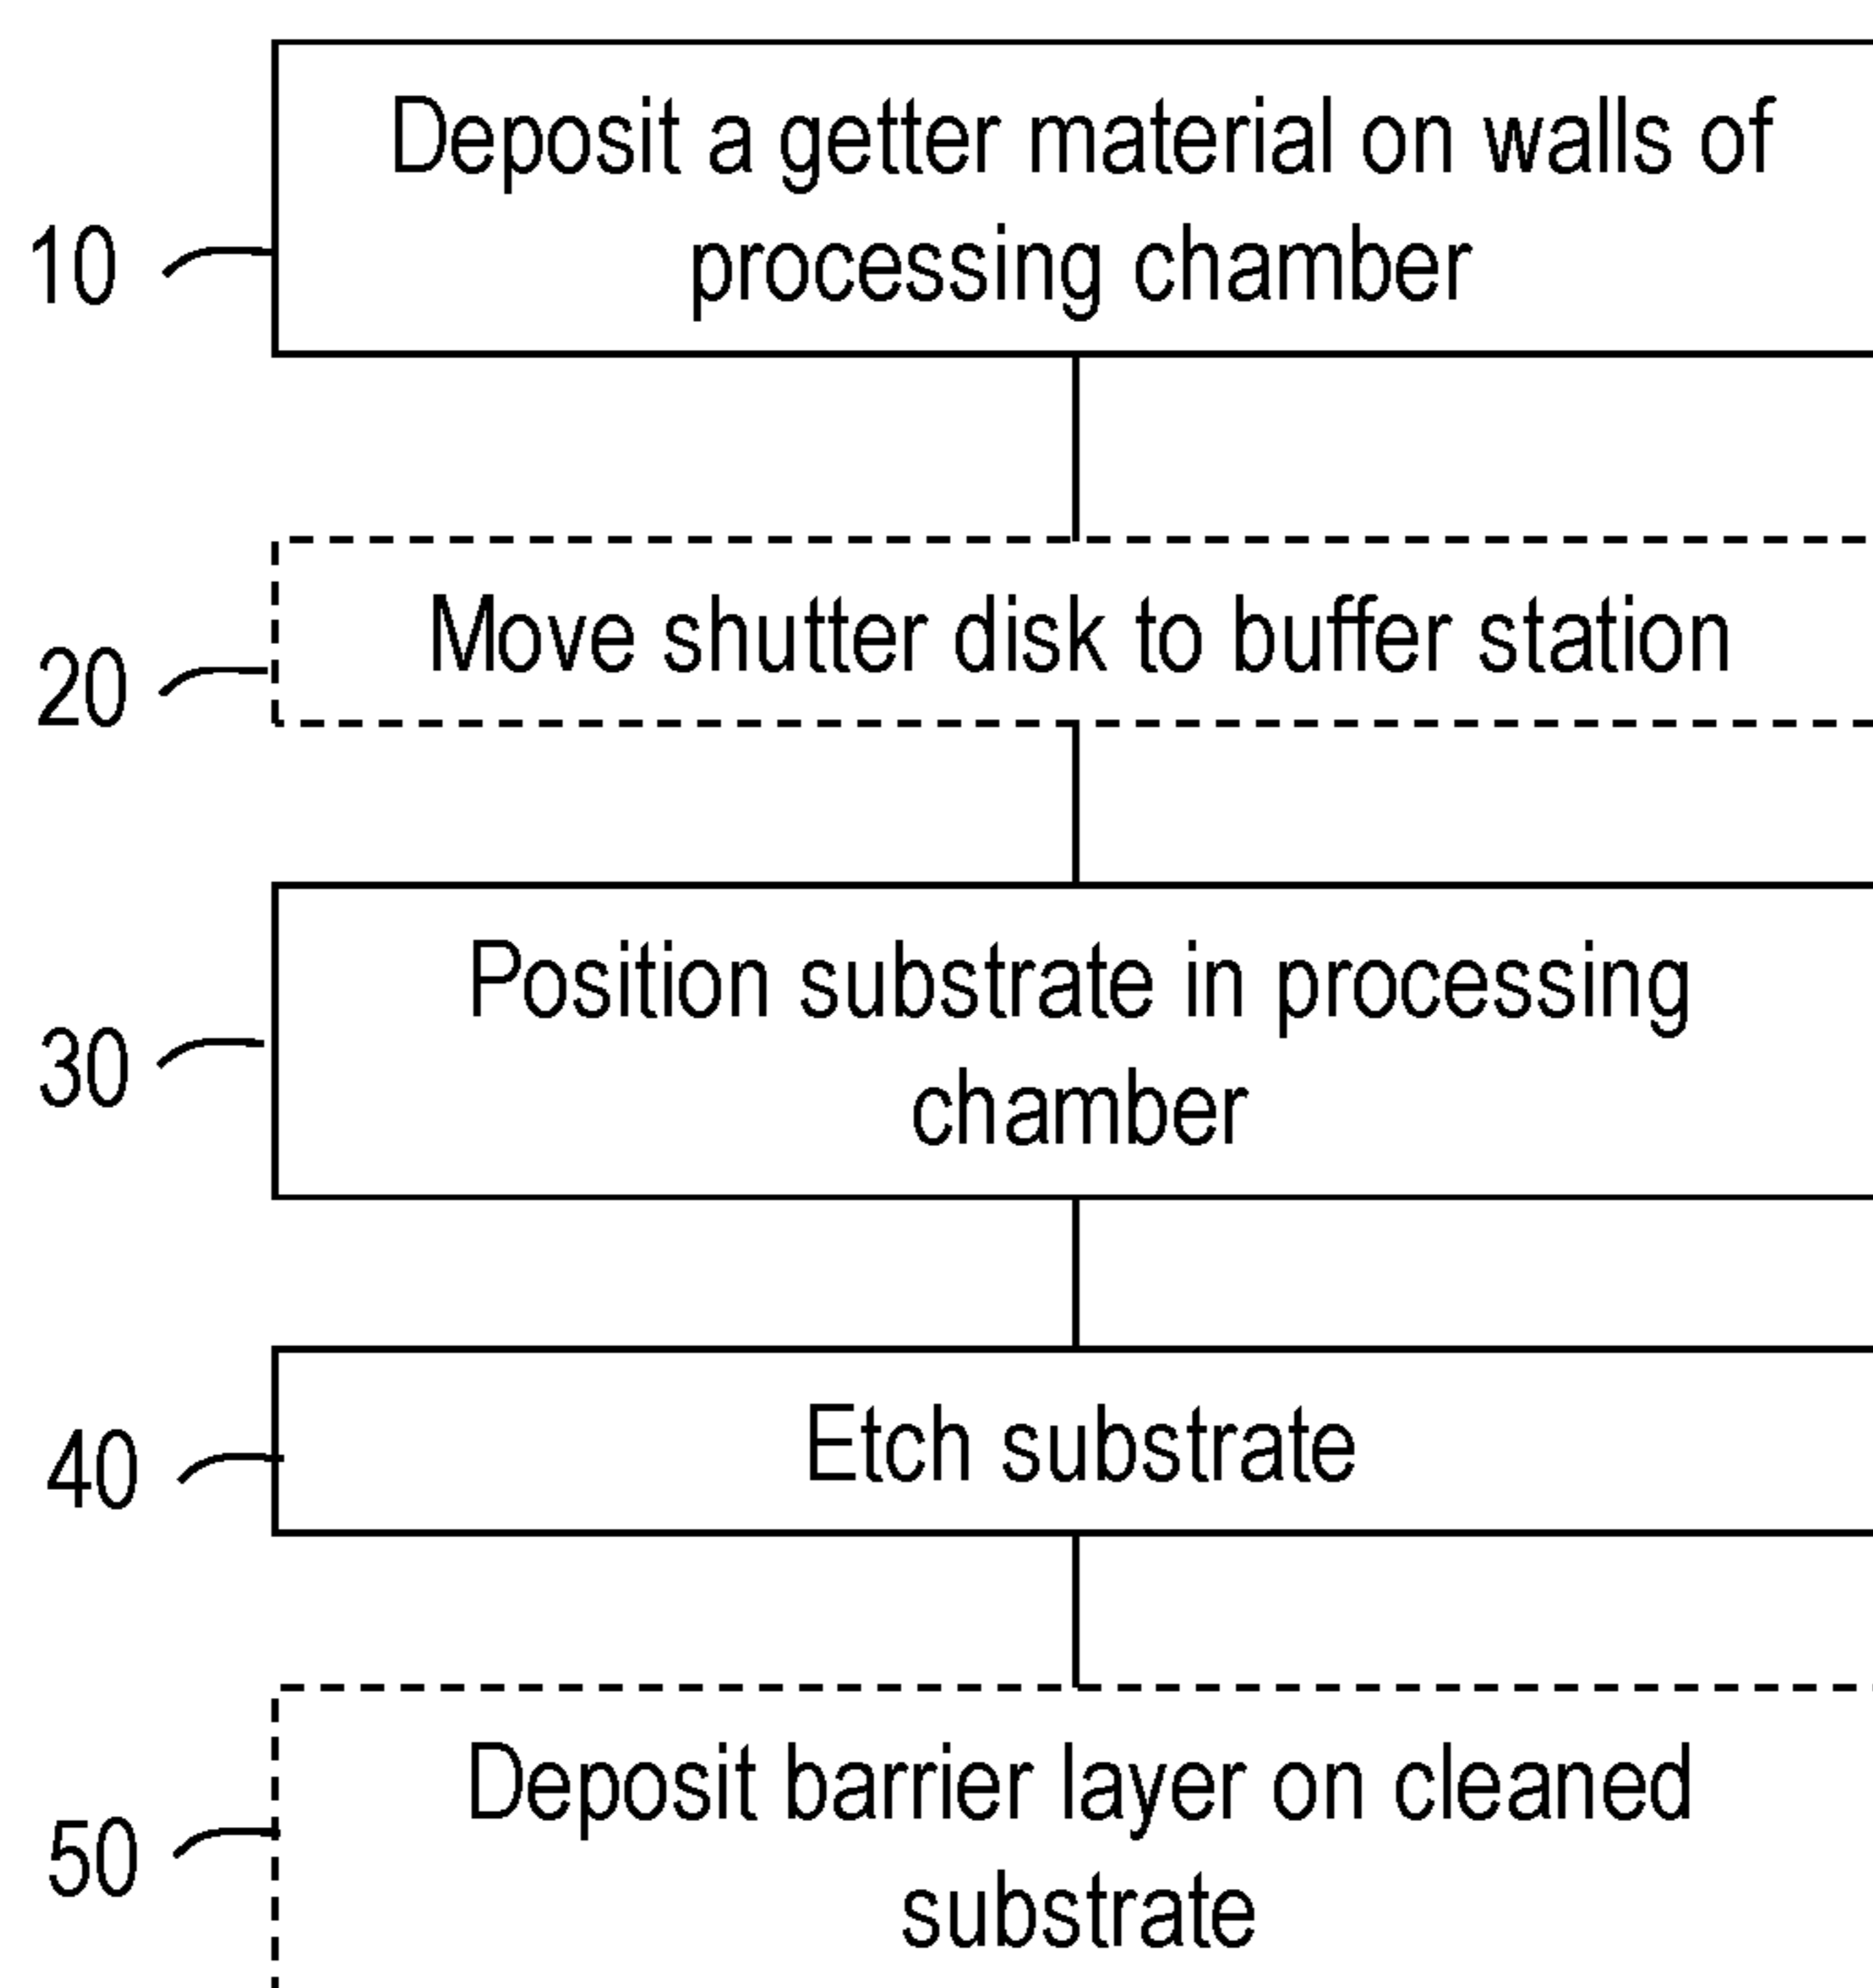 Deposit a getter material on walls of
processing chamber
10
Move shutter disk to buffer station
20
Position substrate in processing
chamber
30
Etch substrate
40
Deposit barrier layer on cleaned
substrate
50